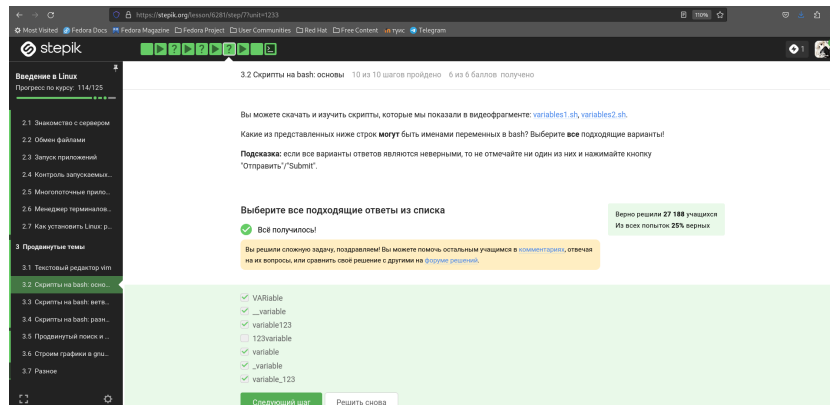 https://stepik.org/lesson/6281/step/7?unit=1233
110%
Most Visited Fedora Docs Fedora Magazine Fedora Project User Communities Red Hat Free Content туис Telegram
stepik
1
Введение в Linux
Прогресс по курсу: 114/125
2.1 Знакомство с сервером
2.2 Обмен файлами
2.3 Запуск приложений
2.4 Контроль запускаемых...
2.5 Многопоточные прило...
2.6 Менеджер терминалов...
2.7 Как установить Linux: р...
3 Продвинутые темы
3.1 Текстовый редактор vim
3.2 Скрипты на bash: осно...
3.3 Скрипты на bash: ветв...
3.4 Скрипты на bash: разн...
3.5 Продвинутый поиск и ...
3.6 Строим графики в gnu...
3.7 Разное
3.2 Скрипты на bash: основы 10 из 10 шагов пройдено 6 из 6 баллов получено
Вы можете скачать и изучить скрипты, которые мы показали в видеофрагменте: variables1.sh, variables2.sh.
Какие из представленных ниже строк могут быть именами переменных в bash? Выберите все подходящие варианты!
Подсказка: если все варианты ответов являются неверными, то не отмечайте ни один из них и нажимайте кнопку
"Отправить"/"Submit".
Выберите все подходящие ответы из списка
Верно решили 27 188 учащихся
Из всех попыток 25% верных
Всё получилось!
Вы решили сложную задачу, поздравляем! Вы можете помочь остальным учащимся в комментариях, отвечая
на их вопросы, или сравнить своё решение с другими на форуме решений.
VARiable
__variable
variable123
123variable
variable
_variable
variable_123
Следующий шаг Решить снова